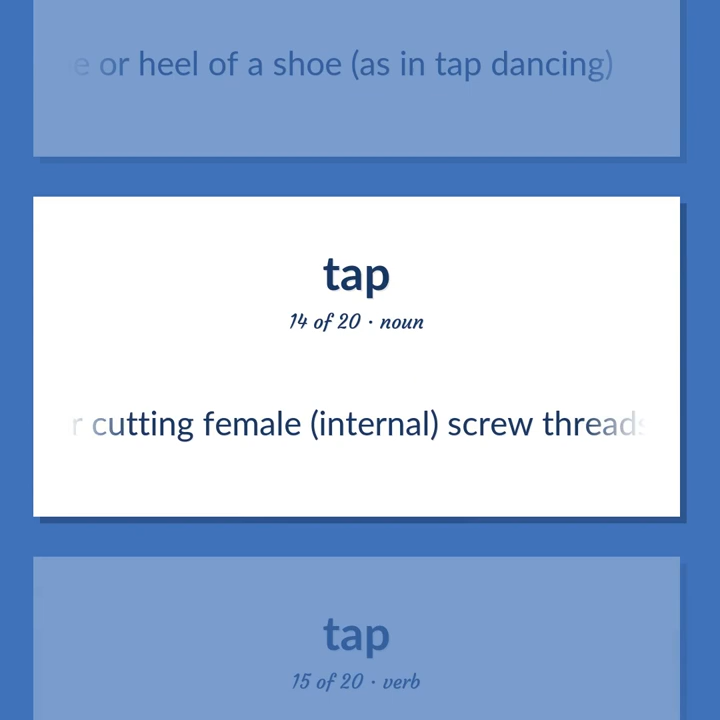 or heel of a shoe (as in tap dancing)
tap
14 of 20 · noun
cutting female (internal) screw threads
tap
15 of 20 · verb